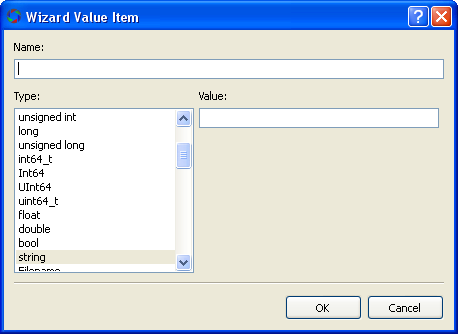 Wizard Value Item
Name:
Type:
Value:
unsigned int
long
unsigned long
int64_t
Int64
UInt64
uint64_t
float
double
bool
string
Filename
OK
Cancel